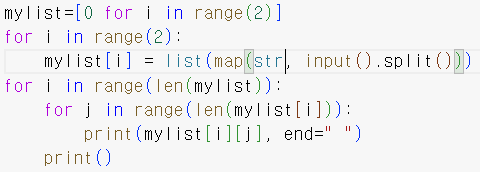 mylist=[0 for i in range(2)]
for i in range(2):
    mylist[i] = list(map(str, input().split()))
for i in range(len(mylist)):
    for j in range(len(mylist[i])):
        print(mylist[i][j], end=" ")
    print()